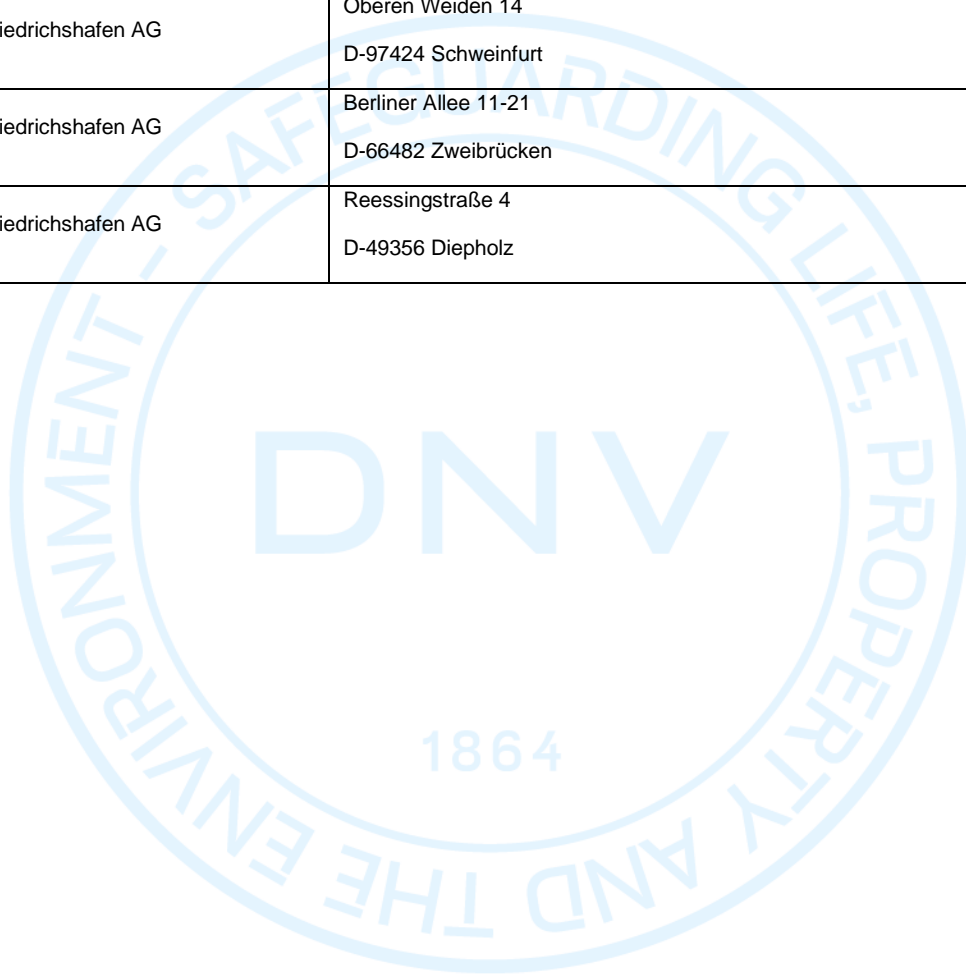 iedrichshafen AG
Oberen Weiden 14
D-97424 Schweinfurt
iedrichshafen AG
Berliner Allee 11-21
D-66482 Zweibrücken
iedrichshafen AG
Reessingstraße 4
D-49356 Diepholz
SAFEGUARDING LIFE, PROPERTY AND THE ENVIRONMENT –
DNV
1864